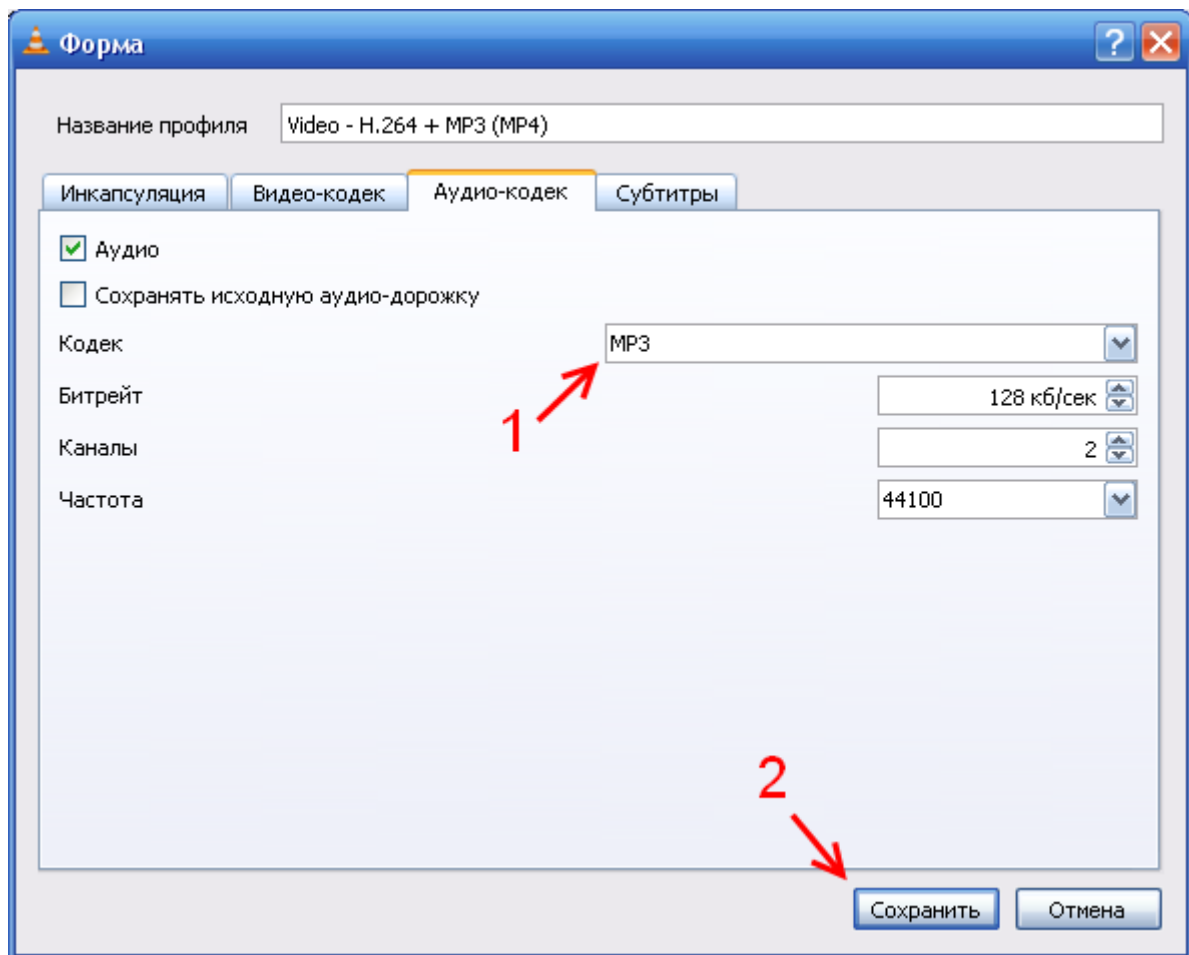 Форма
Название профиля Video - H.264 + MP3 (MP4)
Инкапсуляция Видео-кодек Аудио-кодек Субтитры
Аудио
Сохранять исходную аудио-дорожку
Кодек MP3
Битрейт 128 кб/сек
1
Каналы 2
Частота 44100
2
Сохранить Отмена